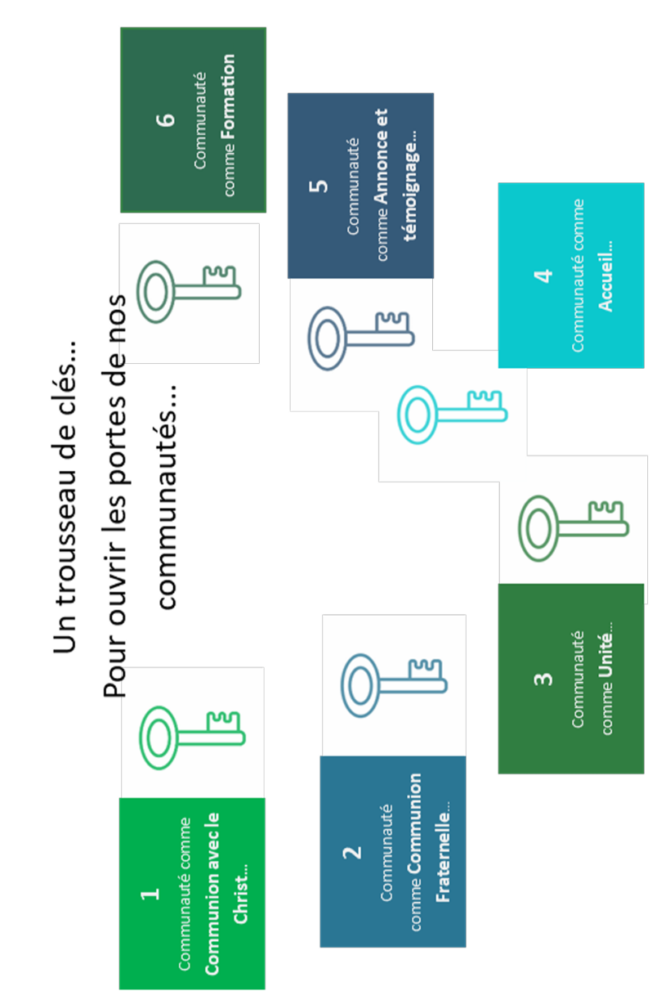 Un trousseau de clés...
Pour ouvrir les portes de nos
communautés...
1
Communauté comme
Communion avec le
Christ...
2
Communauté
comme Communion
Fraternelle...
3
Communauté
comme Unité...
4
Communauté comme
Accueil...
5
Communauté
comme Annonce et
témoignage...
6
Communauté
comme Formation